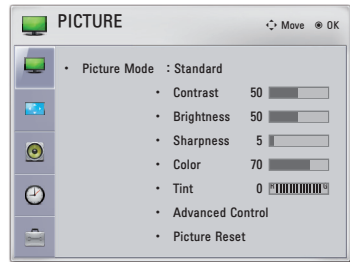 PICTURE Move OK
• Picture Mode : Standard
• Contrast 50
• Brightness 50
• Sharpness 5
• Color 70
• Tint 0 R G
• Advanced Control
• Picture Reset